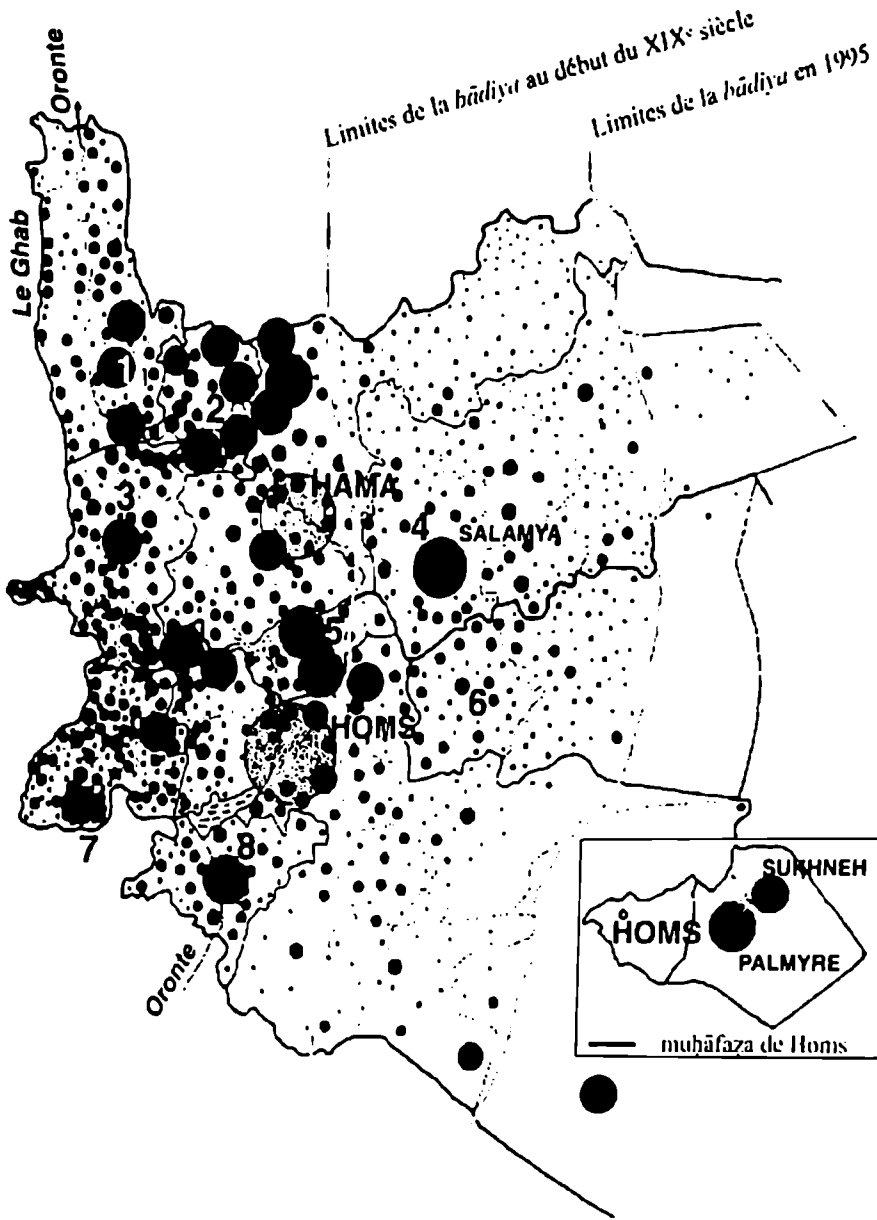 Limites de la bādiya au début du XIXe siècle
Limites de la bādiya en 1995
Oronte
Le Ghab
1
2
3
HAMA
4
SALAMYA
5
6
HOMS
7
8
Oronte
SUKHNEH
HOMS
PALMYRE
muhāfaza de Homs